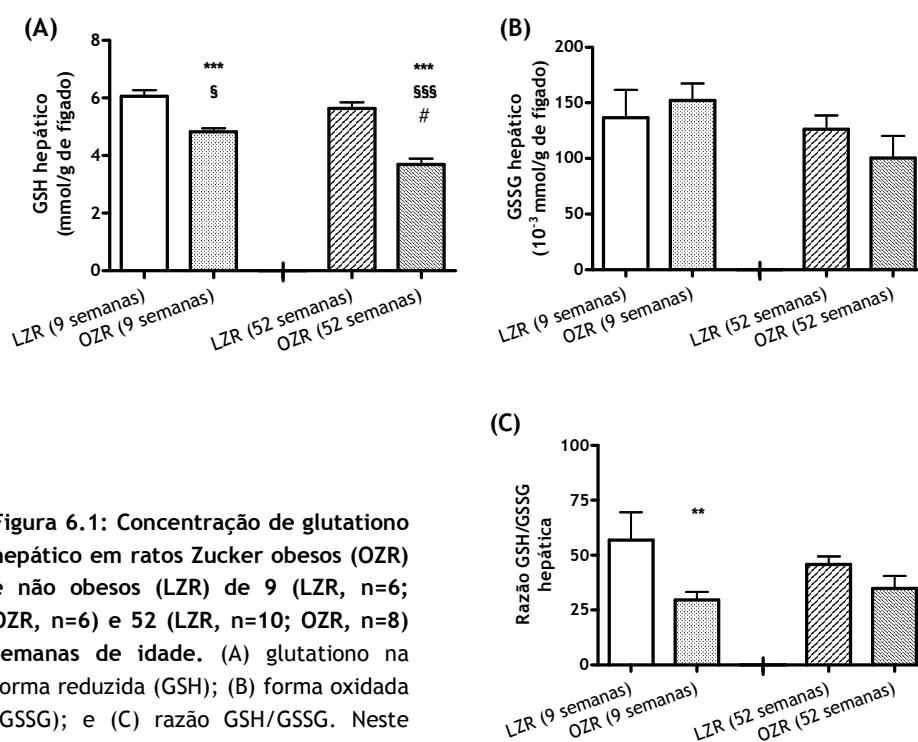 (A)
GSH hepático
(mmol/g de fígado)
8
6
4
2
0
***
§
***
§§§
#
LZR (9 semanas)
OZR (9 semanas)
LZR (52 semanas)
OZR (52 semanas)
(B)
GSSG hepático
(10⁻³ mmol/g de fígado)
200
150
100
50
0
LZR (9 semanas)
OZR (9 semanas)
LZR (52 semanas)
OZR (52 semanas)
(C)
Razão GSH/GSSG
hepática
100
75
50
25
0
**
LZR (9 semanas)
OZR (9 semanas)
LZR (52 semanas)
OZR (52 semanas)
Figura 6.1: Concentração de glutationo
hepático em ratos Zucker obesos (OZR)
e não obesos (LZR) de 9 (LZR, n=6;
OZR, n=6) e 52 (LZR, n=10; OZR, n=8)
semanas de idade. (A) glutationo na
forma reduzida (GSH); (B) forma oxidada
(GSSG); e (C) razão GSH/GSSG. Neste